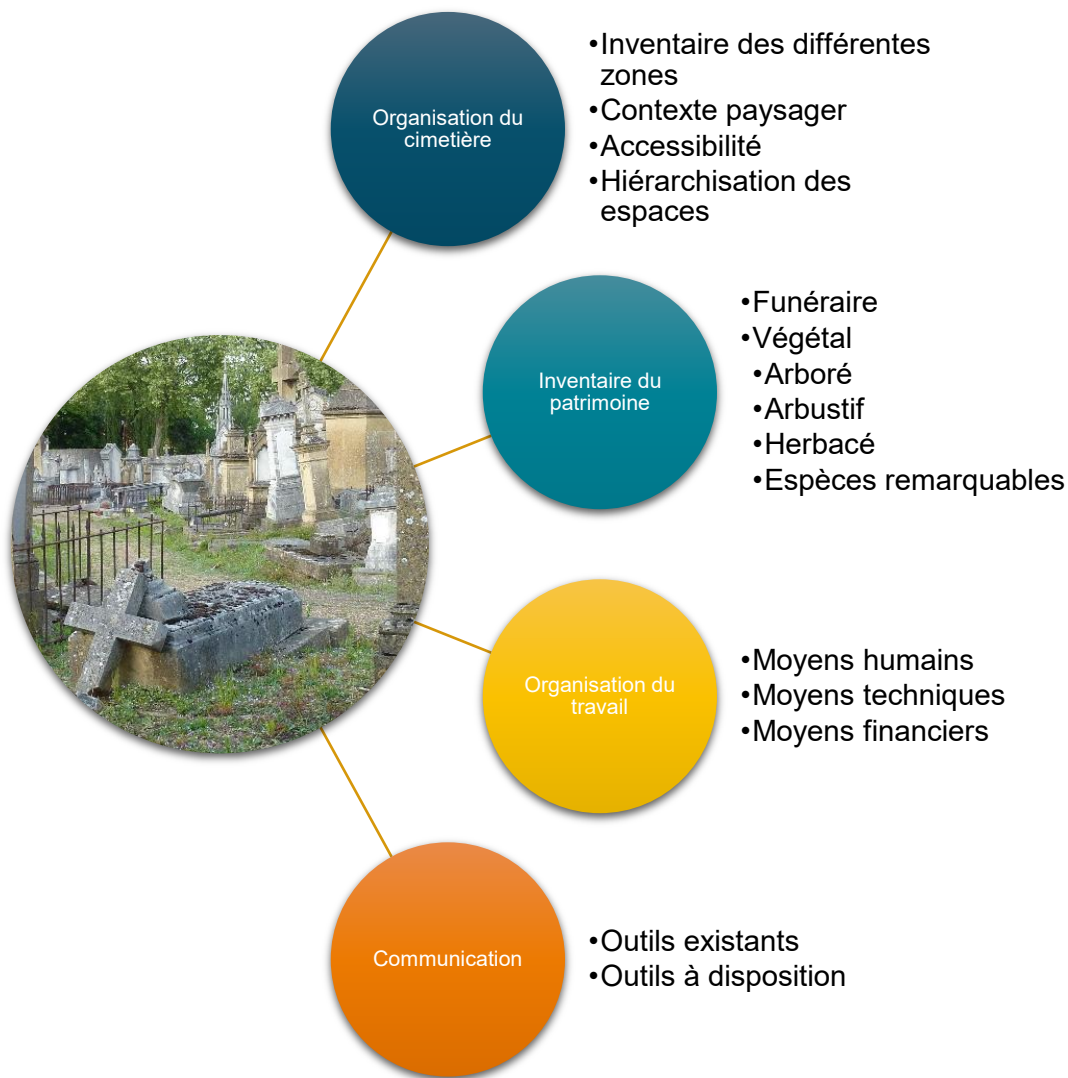 Organisation du
cimetière
•Inventaire des différentes
zones
•Contexte paysager
•Accessibilité
•Hiérarchisation des
espaces
Inventaire du
patrimoine
•Funéraire
•Végétal
•Arboré
•Arbustif
•Herbacé
•Espèces remarquables
Organisation du
travail
•Moyens humains
•Moyens techniques
•Moyens financiers
Communication
•Outils existants
•Outils à disposition